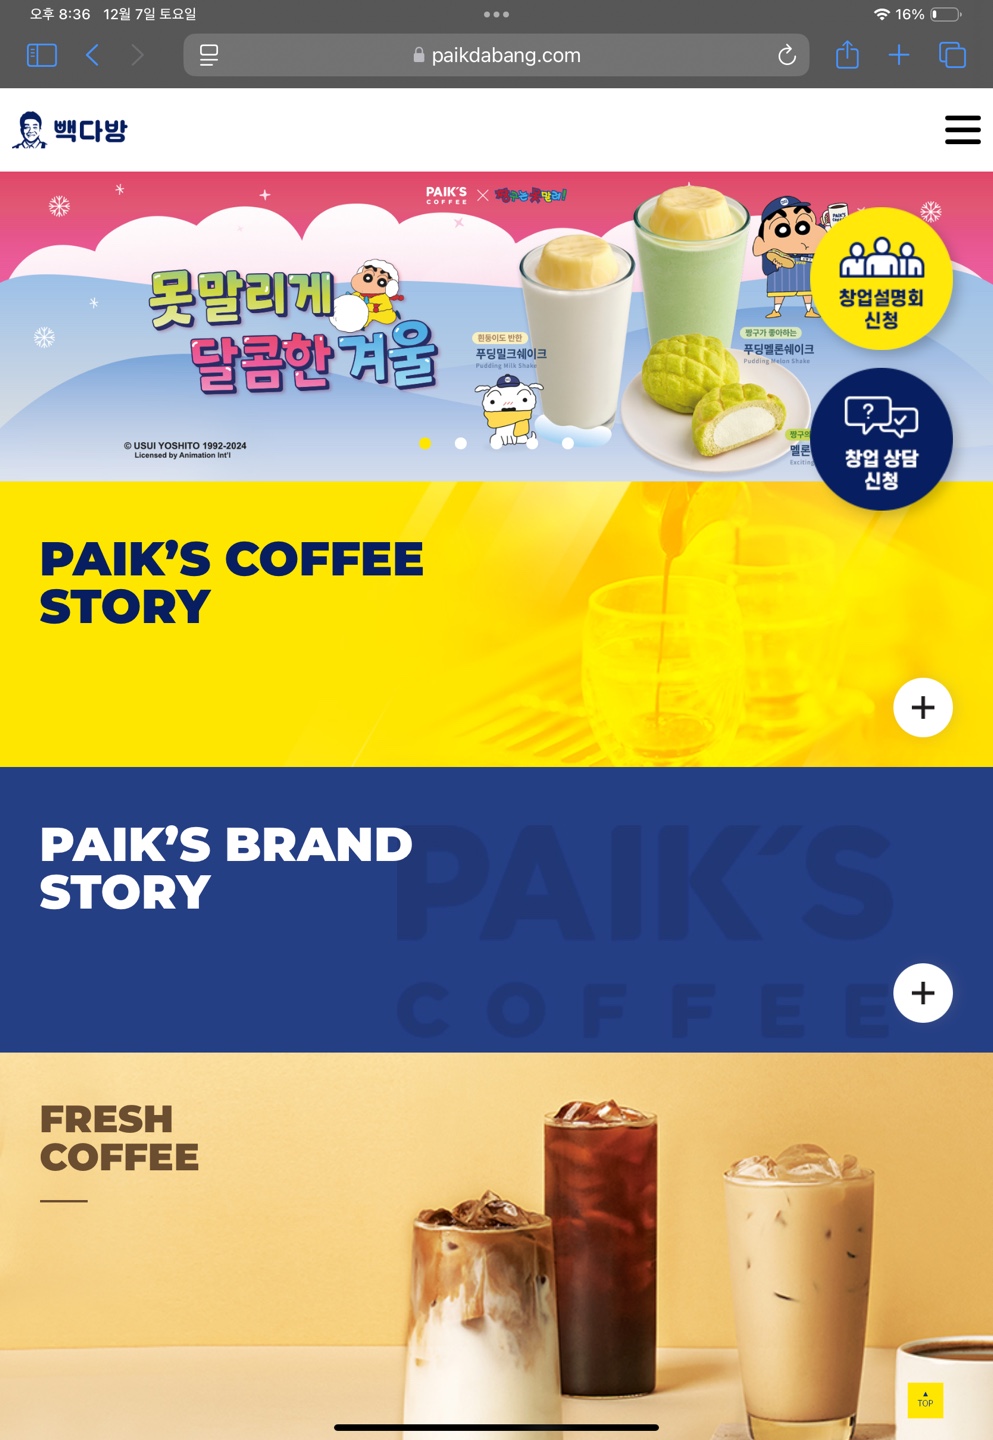 오후 8:36 12월 7일 토요일
16%
paikdabang.com
빽다방
PAIK'S COFFEE × 짱구는 못말려!
못말리게
달콤한 겨울
흰둥이도 반한
푸딩밀크쉐이크
Pudding Milk Shake
짱구가 좋아하는
푸딩멜론쉐이크
Pudding Melon Shake
짱구의
멜론
Exciting
© USUI YOSHITO 1992-2024
Licensed by Animation Int'l
창업설명회
신청
창업 상담
신청
PAIK'S COFFEE
STORY
PAIK'S BRAND
STORY
PAIK'S
COFFEE
FRESH
COFFEE
TOP